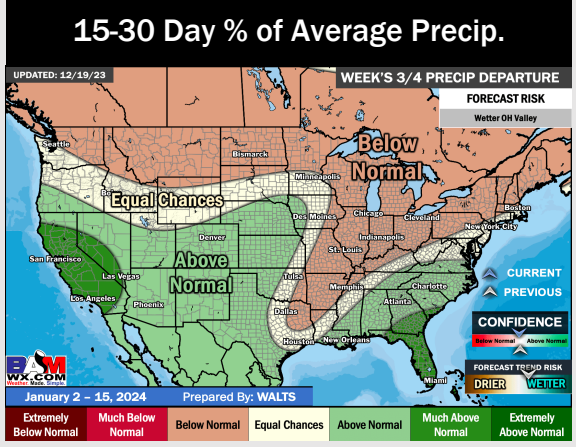 15-30 Day % of Average Precip.
UPDATED: 12/19/23
WEEK'S 3/4 PRECIP DEPARTURE
FORECAST RISK
Wetter OH Valley
Seattle
Below
Normal
Bismarck
Minneapolis
Equal Chances
Des Moines
Chicago
Cleveland
Boston
New York City
Denver
Indianapolis
St. Louis
San Francisco
Above
Normal
Las Vegas
Tulsa
Memphis
Charlotte
CURRENT
Los Angeles
Phoenix
Atlanta
PREVIOUS
Dallas
Houston
New Orleans
CONFIDENCE
Below Normal
Above Normal
FORECAST TREND RISK
DRIER
WETTER
Miami
BAM
WX.COM
Weather. Made. Simple.
January 2 – 15, 2024
Prepared By: WALTS
Extremely
Below Normal
Much Below
Normal
Below Normal
Equal Chances
Above Normal
Much Above
Normal
Extremely
Above Normal